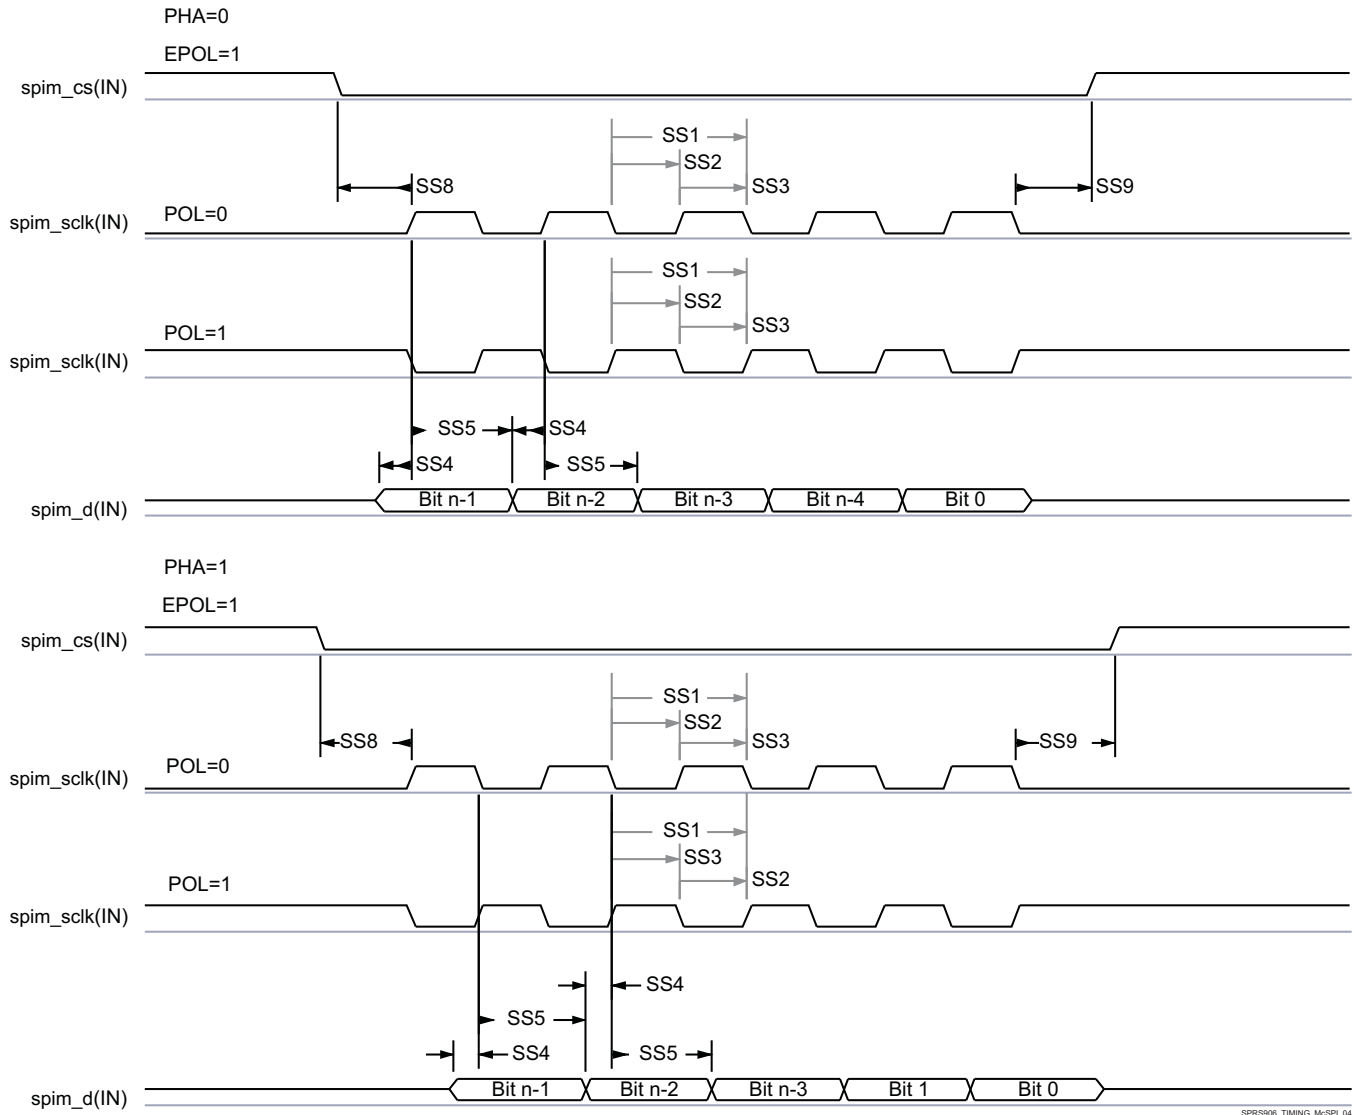 PHA=0
EPOL=1
spim_cs(IN)
SS1
SS2
SS8
SS3
SS9
POL=0
spim_sclk(IN)
SS1
SS2
SS3
POL=1
spim_sclk(IN)
SS5
SS4
SS4
SS5
Bit n-1
Bit n-2
Bit n-3
Bit n-4
Bit 0
spim_d(IN)
PHA=1
EPOL=1
spim_cs(IN)
SS1
SS2
SS8
SS3
SS9
POL=0
spim_sclk(IN)
SS1
SS3
SS2
POL=1
spim_sclk(IN)
SS4
SS5
SS4
SS5
Bit n-1
Bit n-2
Bit n-3
Bit 1
Bit 0
spim_d(IN)
SPRS906_TIMING_McSPI_04